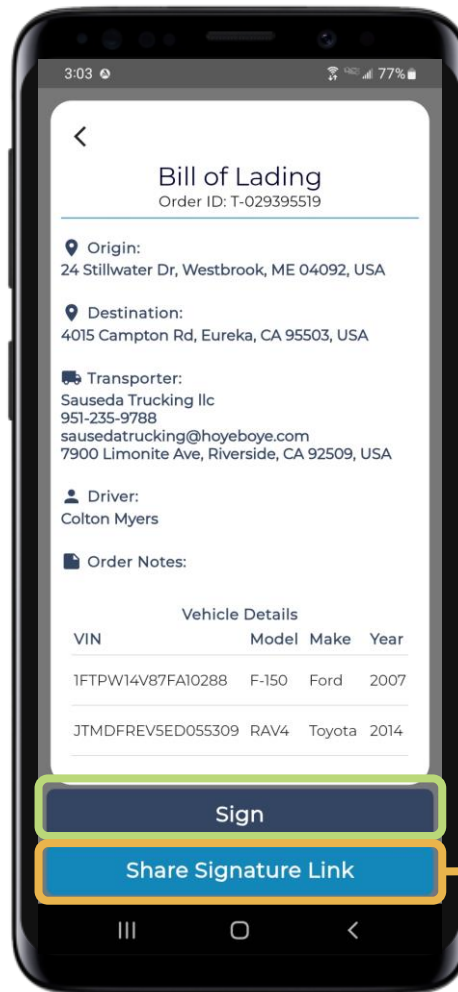 3:03 77%
Bill of Lading
Order ID: T-029395519
Origin:
24 Stillwater Dr, Westbrook, ME 04092, USA
Destination:
4015 Campton Rd, Eureka, CA 95503, USA
Transporter:
Sauseda Trucking llc
951-235-9788
sausedatrucking@hoyeboye.com
7900 Limonite Ave, Riverside, CA 92509, USA
Driver:
Colton Myers
Order Notes:
Vehicle Details
VIN Model Make Year
1FTPW14V87FA10288 F-150 Ford 2007
JTMDFREV5ED055309 RAV4 Toyota 2014
Sign
Share Signature Link